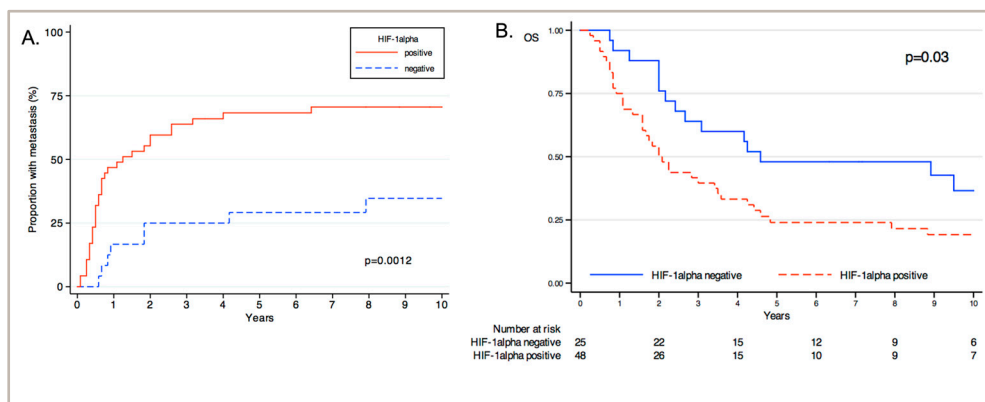 A.
100
75
50
25
0
Proportion with metastasis (%)
HIF-1alpha
positive
negative
p=0.0012
0 1 2 3 4 5 6 7 8 9 10
Years
B.
OS
1.00
0.75
0.50
0.25
0.00
p=0.03
HIF-1alpha negative HIF-1alpha positive
0 1 2 3 4 5 6 7 8 9 10
Years
Number at risk
HIF-1alpha negative 25 22 15 12 9 6
HIF-1alpha positive 48 26 15 10 9 7